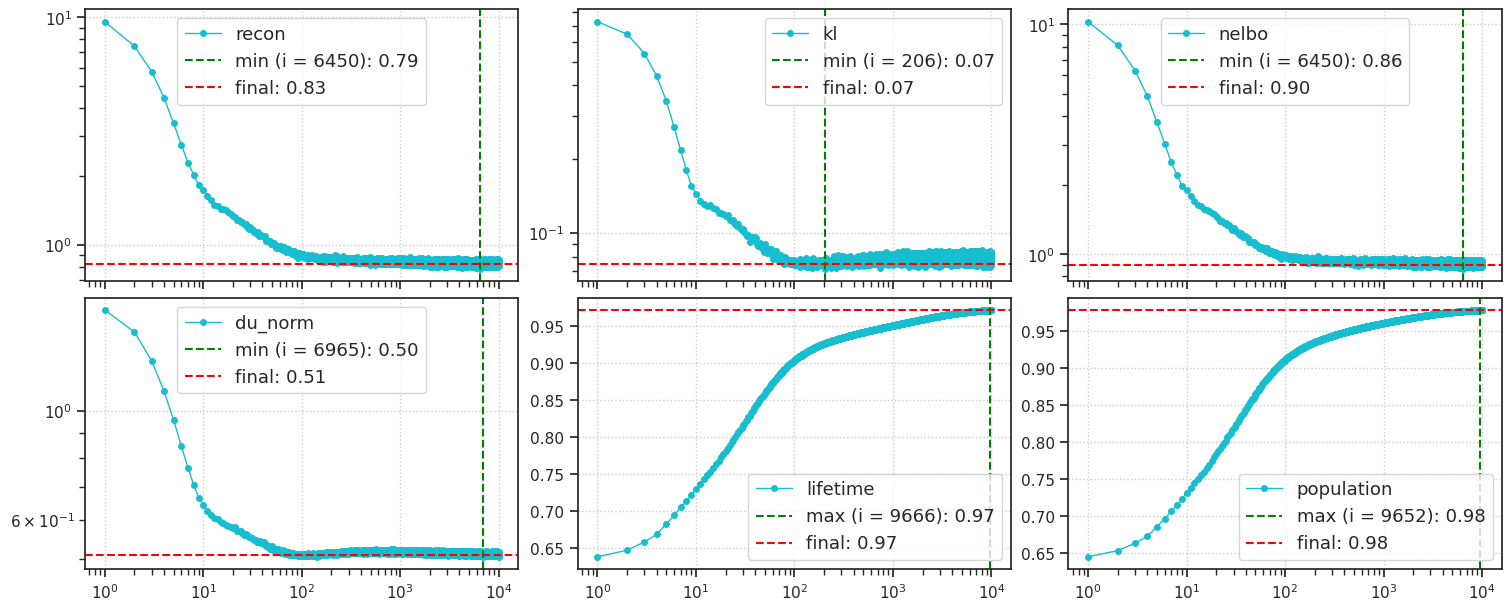 10¹
10⁰
recon
min (i = 6450): 0.79
final: 0.83
10⁻¹
kl
min (i = 206): 0.07
final: 0.07
10¹
10⁰
nelbo
min (i = 6450): 0.86
final: 0.90
10⁰
6 × 10⁻¹
du_norm
min (i = 6965): 0.50
final: 0.51
10⁰ 10¹ 10² 10³ 10⁴
0.95
0.90
0.85
0.80
0.75
0.70
0.65
lifetime
max (i = 9666): 0.97
final: 0.97
10⁰ 10¹ 10² 10³ 10⁴
0.95
0.90
0.85
0.80
0.75
0.70
0.65
population
max (i = 9652): 0.98
final: 0.98
10⁰ 10¹ 10² 10³ 10⁴